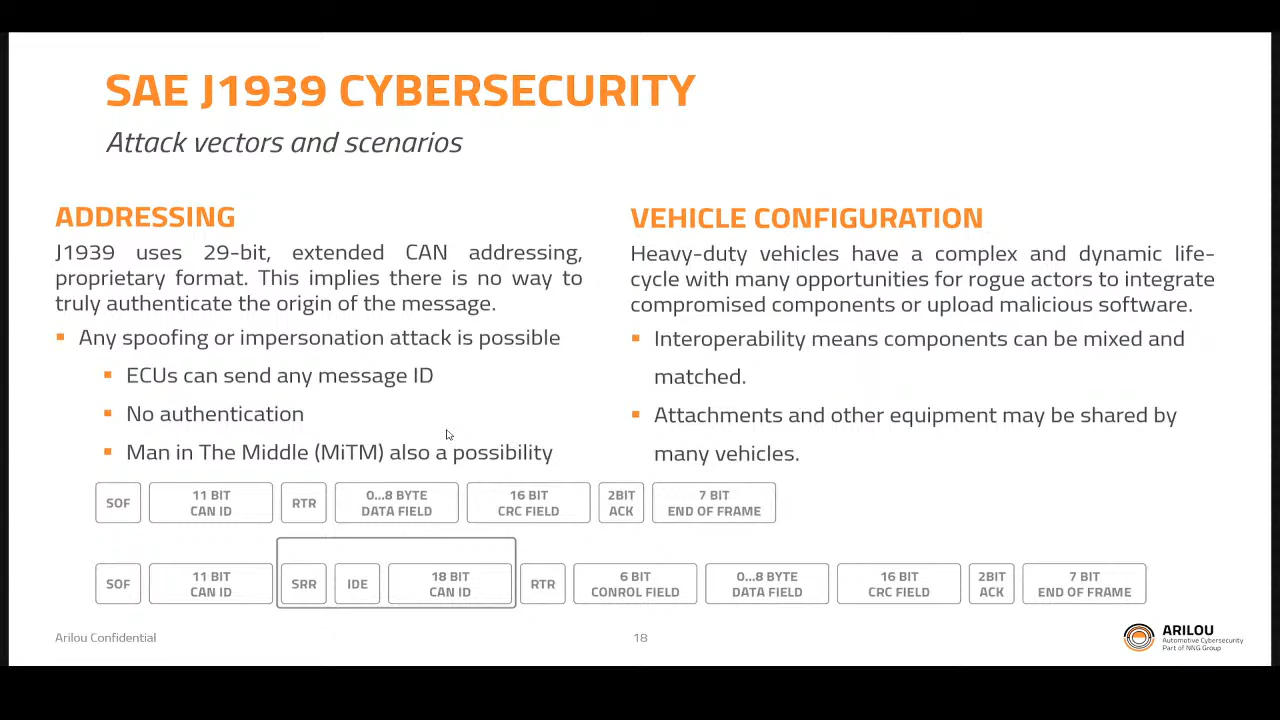 SAE J1939 CYBERSECURITY
Attack vectors and scenarios
ADDRESSING
J1939 uses 29-bit, extended CAN addressing,
proprietary format. This implies there is no way to
truly authenticate the origin of the message.
Any spoofing or impersonation attack is possible
ECUs can send any message ID
No authentication
Man in The Middle (MiTM) also a possibility
VEHICLE CONFIGURATION
Heavy-duty vehicles have a complex and dynamic life-
cycle with many opportunities for rogue actors to integrate
compromised components or upload malicious software.
Interoperability means components can be mixed and
matched.
Attachments and other equipment may be shared by
many vehicles.
SOF
11 BIT
CAN ID
RTR
0...8 BYTE
DATA FIELD
16 BIT
CRC FIELD
2BIT
ACK
7 BIT
END OF FRAME
SOF
11 BIT
CAN ID
SRR
IDE
18 BIT
CAN ID
RTR
6 BIT
CONROL FIELD
0...8 BYTE
DATA FIELD
16 BIT
CRC FIELD
2BIT
ACK
7 BIT
END OF FRAME
Arilou Confidential
18
ARILOU
Automotive Cybersecurity
Part of NNG Group